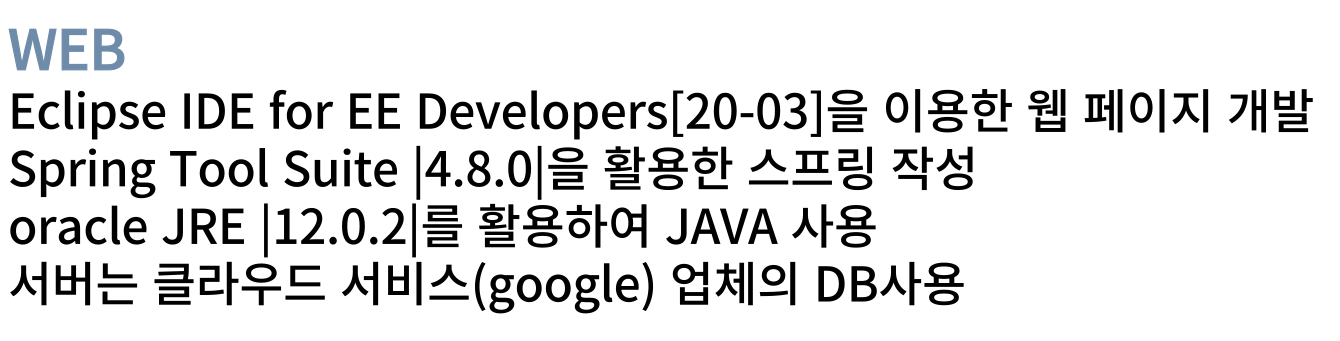 WEB
Eclipse IDE for EE Developers[20-03]을 이용한 웹 페이지 개발
Spring Tool Suite |4.8.0|을 활용한 스프링 작성
oracle JRE |12.0.2|를 활용하여 JAVA 사용
서버는 클라우드 서비스(google) 업체의 DB사용